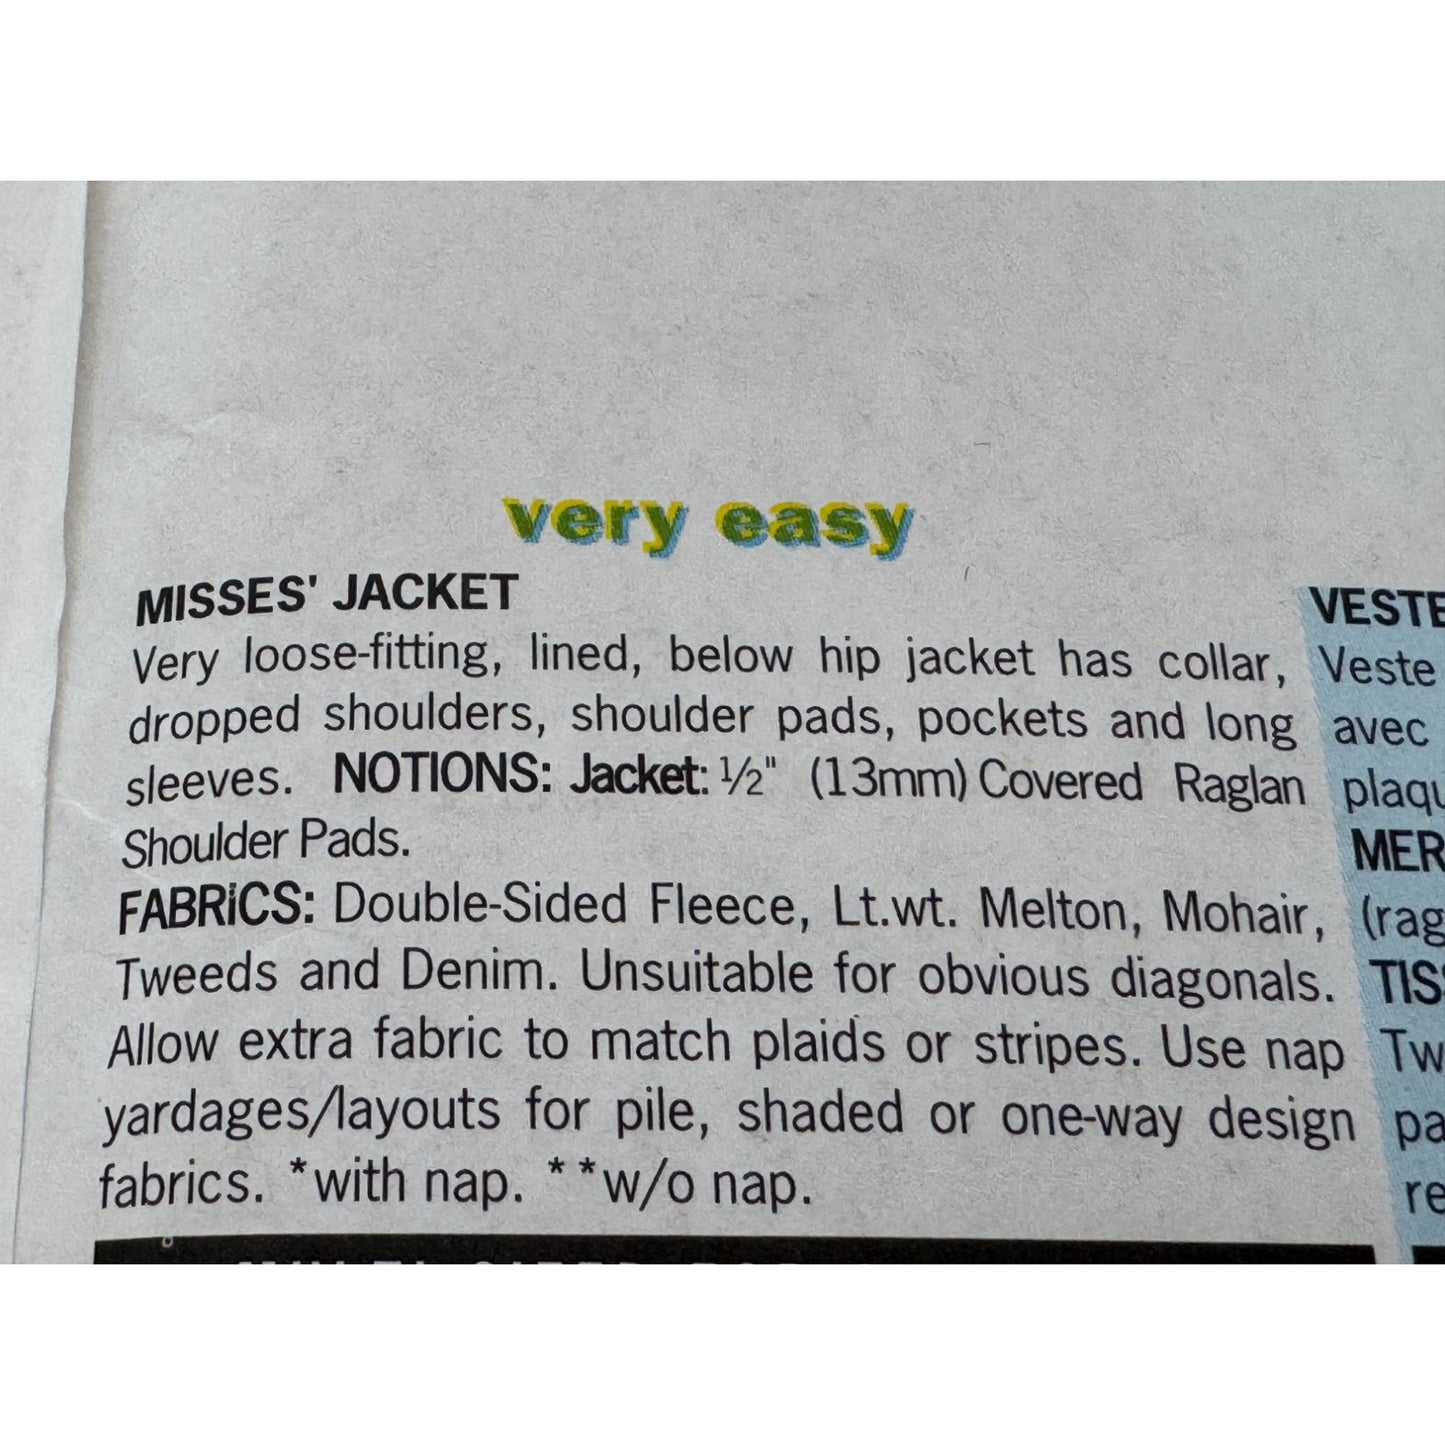 very easy
MISSES' JACKET
Very loose-fitting, lined, below hip jacket has collar,
dropped shoulders, shoulder pads, pockets and long
sleeves. NOTIONS: Jacket: ½" (13mm) Covered Raglan
Shoulder Pads.
FABRiCS: Double-Sided Fleece, Lt.wt. Melton, Mohair,
Tweeds and Denim. Unsuitable for obvious diagonals.
Allow extra fabric to match plaids or stripes. Use nap
yardages/layouts for pile, shaded or one-way design
fabrics. *with nap. **w/o nap.
VESTE
Veste
avec